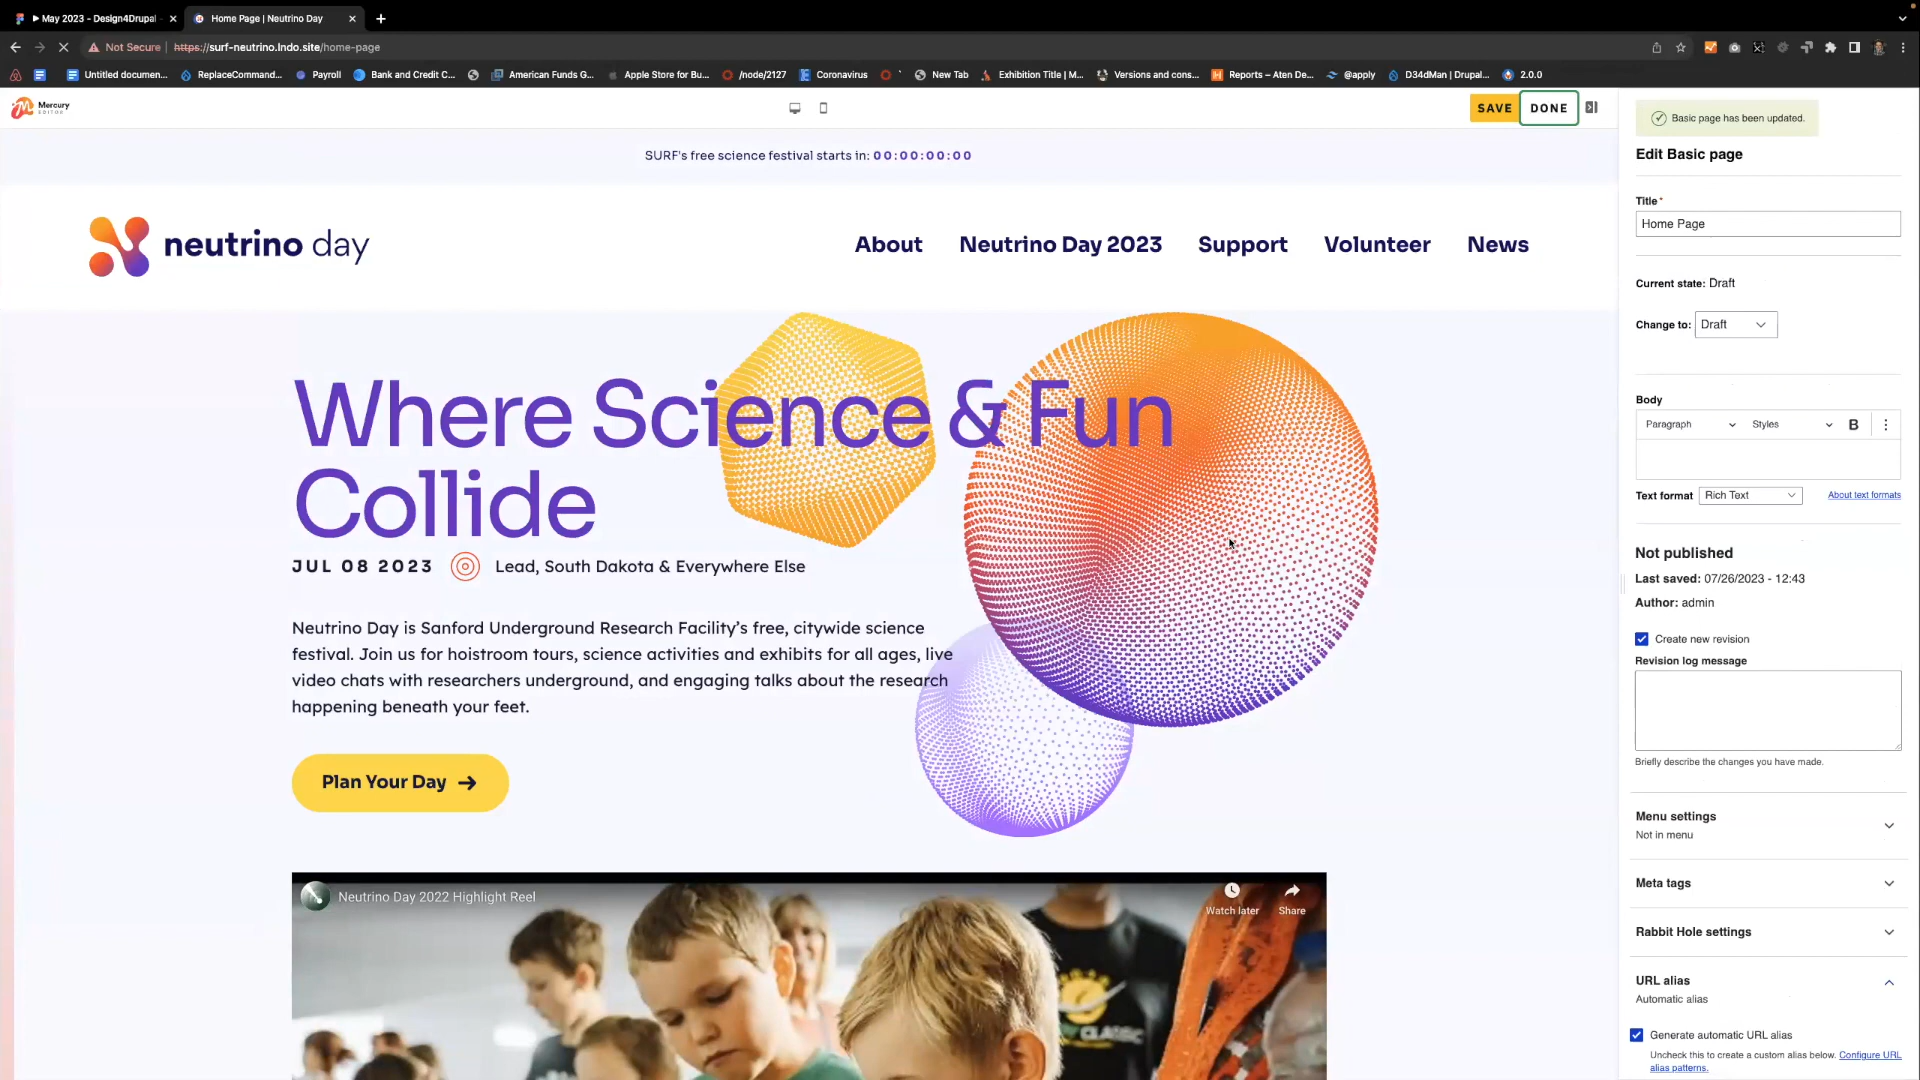 May 2023 - Design4Drupal
Home Page | Neutrino Day
Not Secure | https://surf-neutrino.lndo.site/home-page
Untitled documen...
ReplaceCommand...
Payroll
Bank and Credit C...
American Funds G...
Apple Store for Bu...
/node/2127
Coronavirus
New Tab
Exhibition Title | M...
Versions and cons...
Reports – Aten De...
@apply
D34dMan | Drupal...
2.0.0
Mercury
EDITOR
SAVE
DONE
SURF's free science festival starts in: 00:00:00:00
neutrino day
About
Neutrino Day 2023
Support
Volunteer
News
Where Science & Fun
Collide
JUL 08 2023
Lead, South Dakota & Everywhere Else
Neutrino Day is Sanford Underground Research Facility’s free, citywide science
festival. Join us for hoistroom tours, science activities and exhibits for all ages, live
video chats with researchers underground, and engaging talks about the research
happening beneath your feet.
Plan Your Day →
Neutrino Day 2022 Highlight Reel
Watch later
Share
Basic page has been updated.
Edit Basic page
Title*
Home Page
Current state: Draft
Change to: Draft
Body
Paragraph
Styles
B
Text format
Rich Text
About text formats
Not published
Last saved: 07/26/2023 - 12:43
Author: admin
Create new revision
Revision log message
Briefly describe the changes you have made.
Menu settings
Not in menu
Meta tags
Rabbit Hole settings
URL alias
Automatic alias
Generate automatic URL alias
Uncheck this to create a custom alias below. Configure URL
alias patterns.